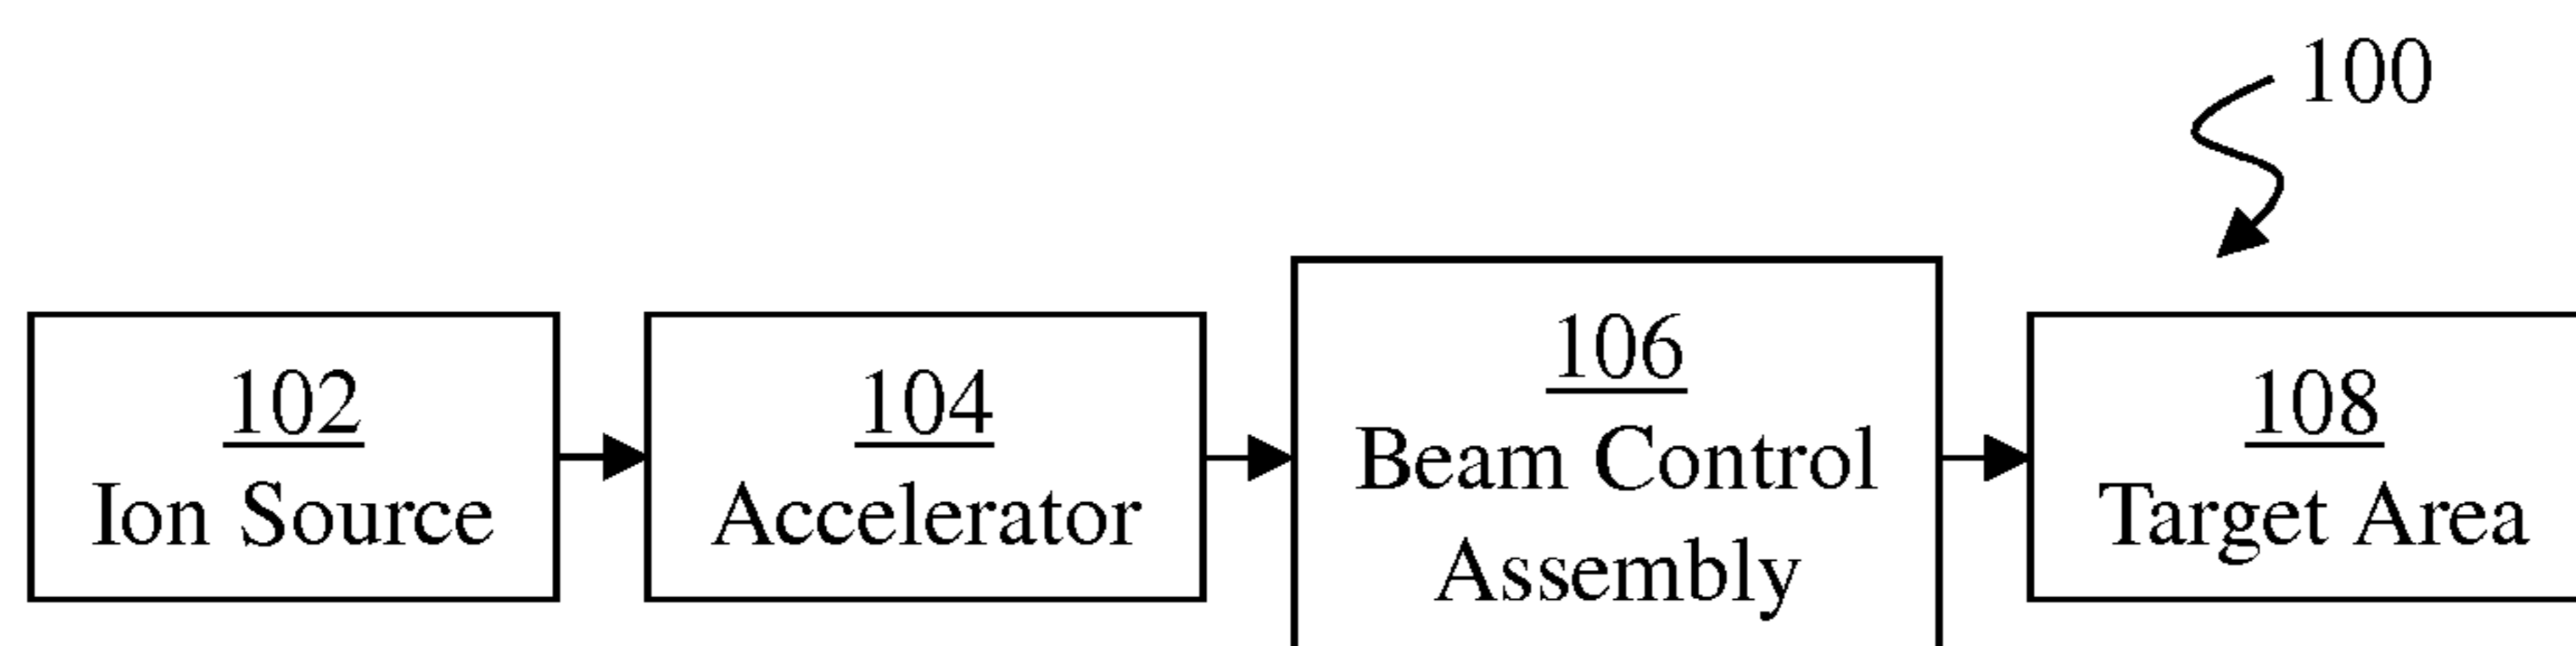 100
102
Ion Source
104
Accelerator
106
Beam Control
Assembly
108
Target Area